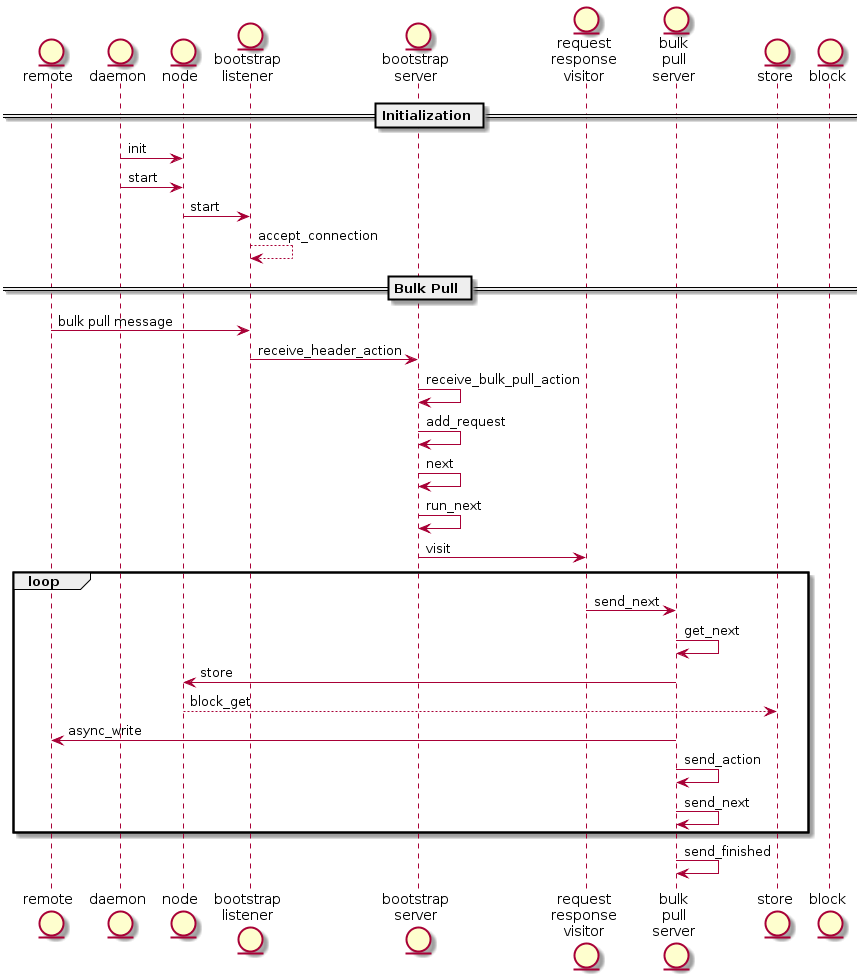 remote
daemon
node
bootstrap
listener
bootstrap
server
request
response
visitor
bulk
pull
server
store
block
Initialization
init
start
start
accept_connection
Bulk Pull
bulk pull message
receive_header_action
receive_bulk_pull_action
add_request
next
run_next
visit
loop
send_next
get_next
store
block_get
async_write
send_action
send_next
send_finished
remote
daemon
node
bootstrap
listener
bootstrap
server
request
response
visitor
bulk
pull
server
store
block